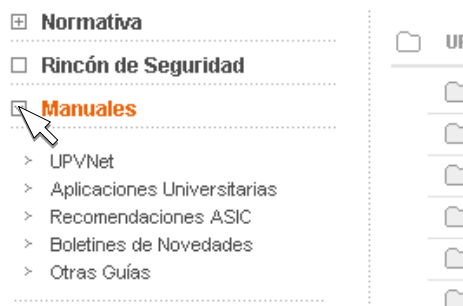 Normativa
Rincón de Seguridad
Manuales
UPVNet
Aplicaciones Universitarias
Recomendaciones ASIC
Boletines de Novedades
Otras Guías